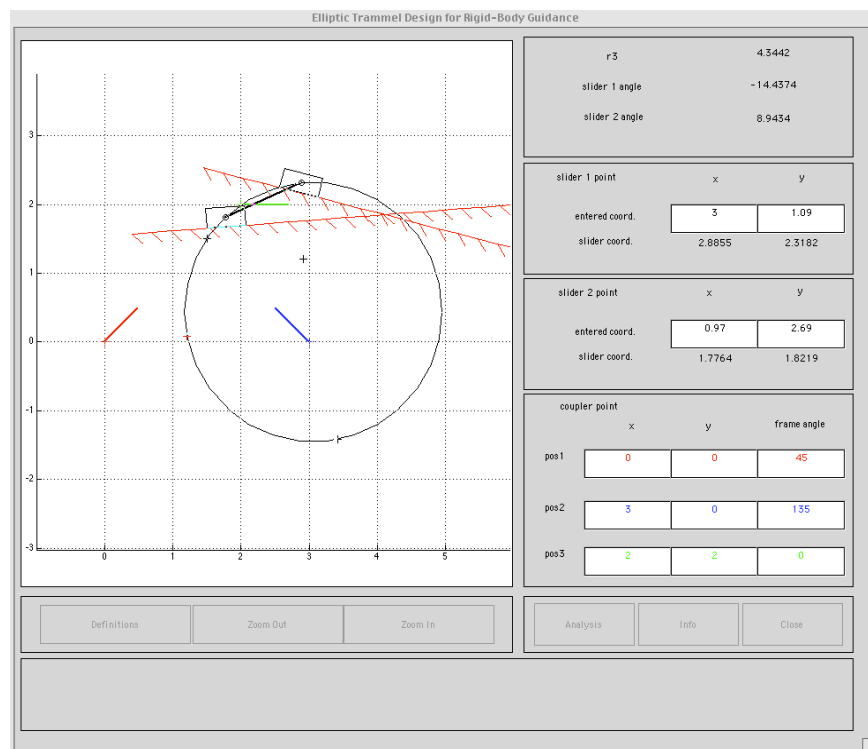 Elliptic Trammel Design for Rigid-Body Guidance
r3 4.3442
slider 1 angle -14.4374
slider 2 angle 8.9434
slider 1 point x y
entered coord. 3 1.09
slider coord. 2.8855 2.3182
slider 2 point x y
entered coord. 0.97 2.69
slider coord. 1.7764 1.8219
coupler point
x y frame angle
pos1 0 0 45
pos2 3 0 135
pos3 2 2 0
3
2
1
0
-1
-2
-3
0 1 2 3 4 5
Definitions Zoom Out Zoom In
Analysis Info Close